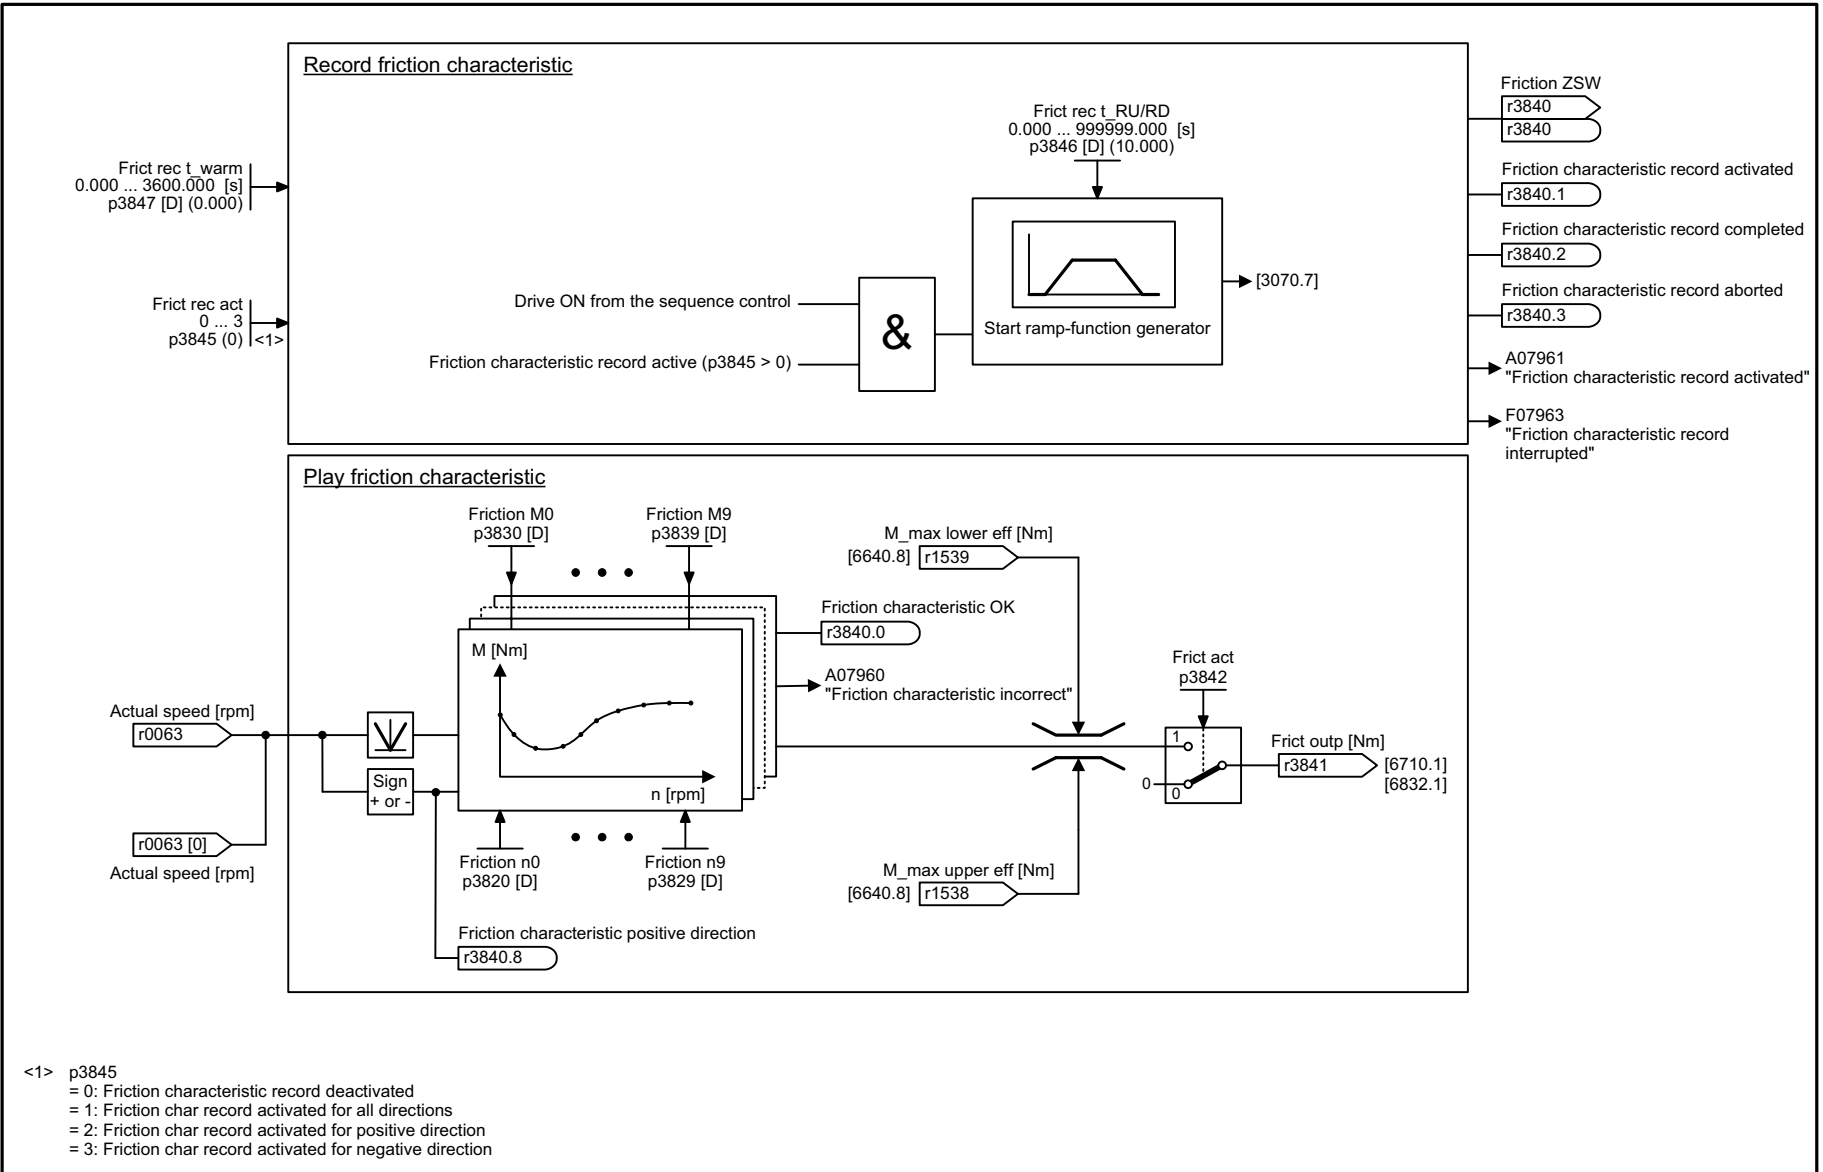 Record friction characteristic
Frict rec t_warm
0.000 ... 3600.000 [s]
p3847 [D] (0.000)
Frict rec act
0 ... 3
p3845 (0)
<1>
Frict rec t_RU/RD
0.000 ... 999999.000 [s]
p3846 [D] (10.000)
Start ramp-function generator
[3070.7]
Drive ON from the sequence control
Friction characteristic record active (p3845 > 0)
&
Friction ZSW
r3840
r3840
Friction characteristic record activated
r3840.1
Friction characteristic record completed
r3840.2
Friction characteristic record aborted
r3840.3
A07961
"Friction characteristic record activated"
F07963
"Friction characteristic record
interrupted"
Play friction characteristic
Friction M0
p3830 [D]
Friction M9
p3839 [D]
M_max lower eff [Nm]
[6640.8] r1539
Friction characteristic OK
r3840.0
A07960
"Friction characteristic incorrect"
M [Nm]
n [rpm]
Actual speed [rpm]
r0063
Sign
+ or -
r0063 [0]
Actual speed [rpm]
Friction n0
p3820 [D]
Friction n9
p3829 [D]
Friction characteristic positive direction
r3840.8
M_max upper eff [Nm]
[6640.8] r1538
Frict act
p3842
1
0
0
Frict outp [Nm]
r3841
[6710.1]
[6832.1]
<1> p3845
= 0: Friction characteristic record deactivated
= 1: Friction char record activated for all directions
= 2: Friction char record activated for positive direction
= 3: Friction char record activated for negative direction